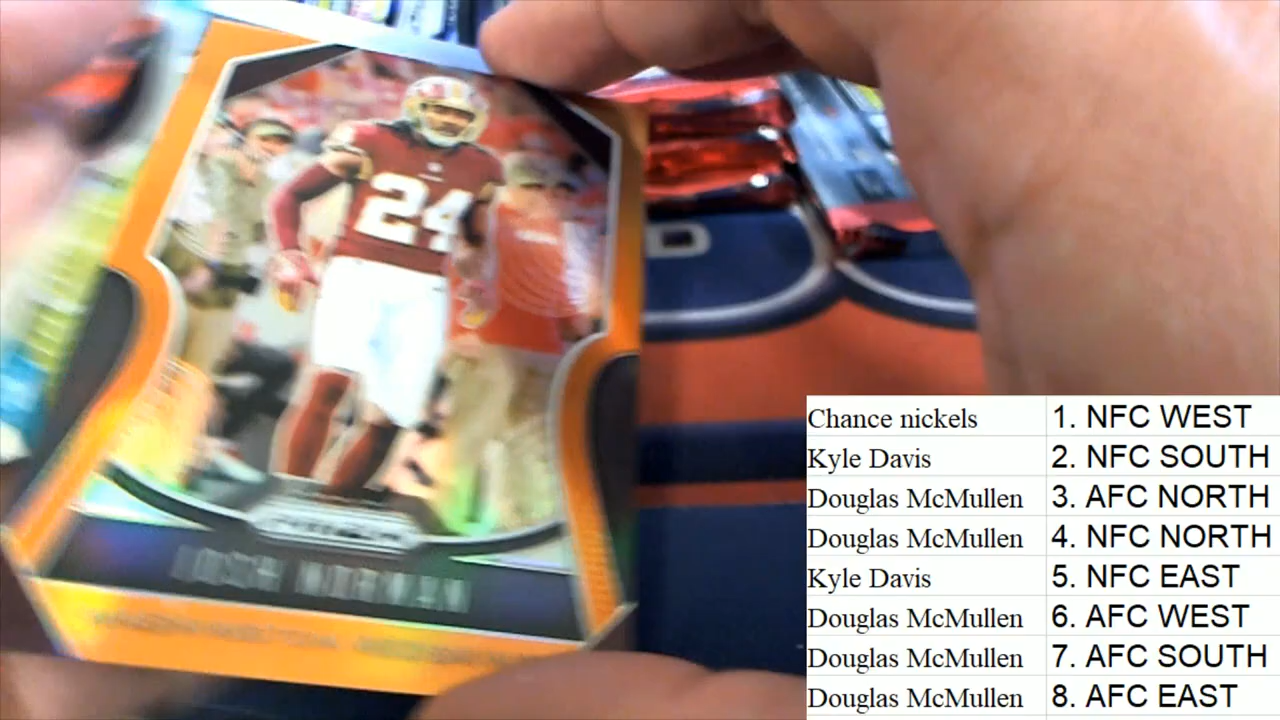 24
JOSH NORMAN
Chance nickels 1. NFC WEST
Kyle Davis 2. NFC SOUTH
Douglas McMullen 3. AFC NORTH
Douglas McMullen 4. NFC NORTH
Kyle Davis 5. NFC EAST
Douglas McMullen 6. AFC WEST
Douglas McMullen 7. AFC SOUTH
Douglas McMullen 8. AFC EAST